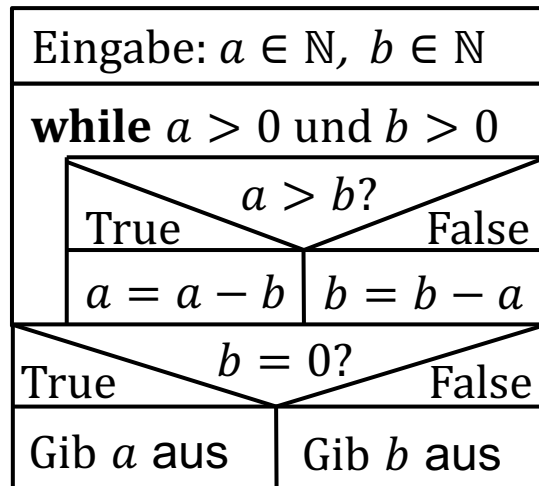 Eingabe: a ∈ ℕ, b ∈ ℕ
while a > 0 und b > 0
a > b?
True False
a = a − b b = b − a
b = 0?
True False
Gib a aus Gib b aus